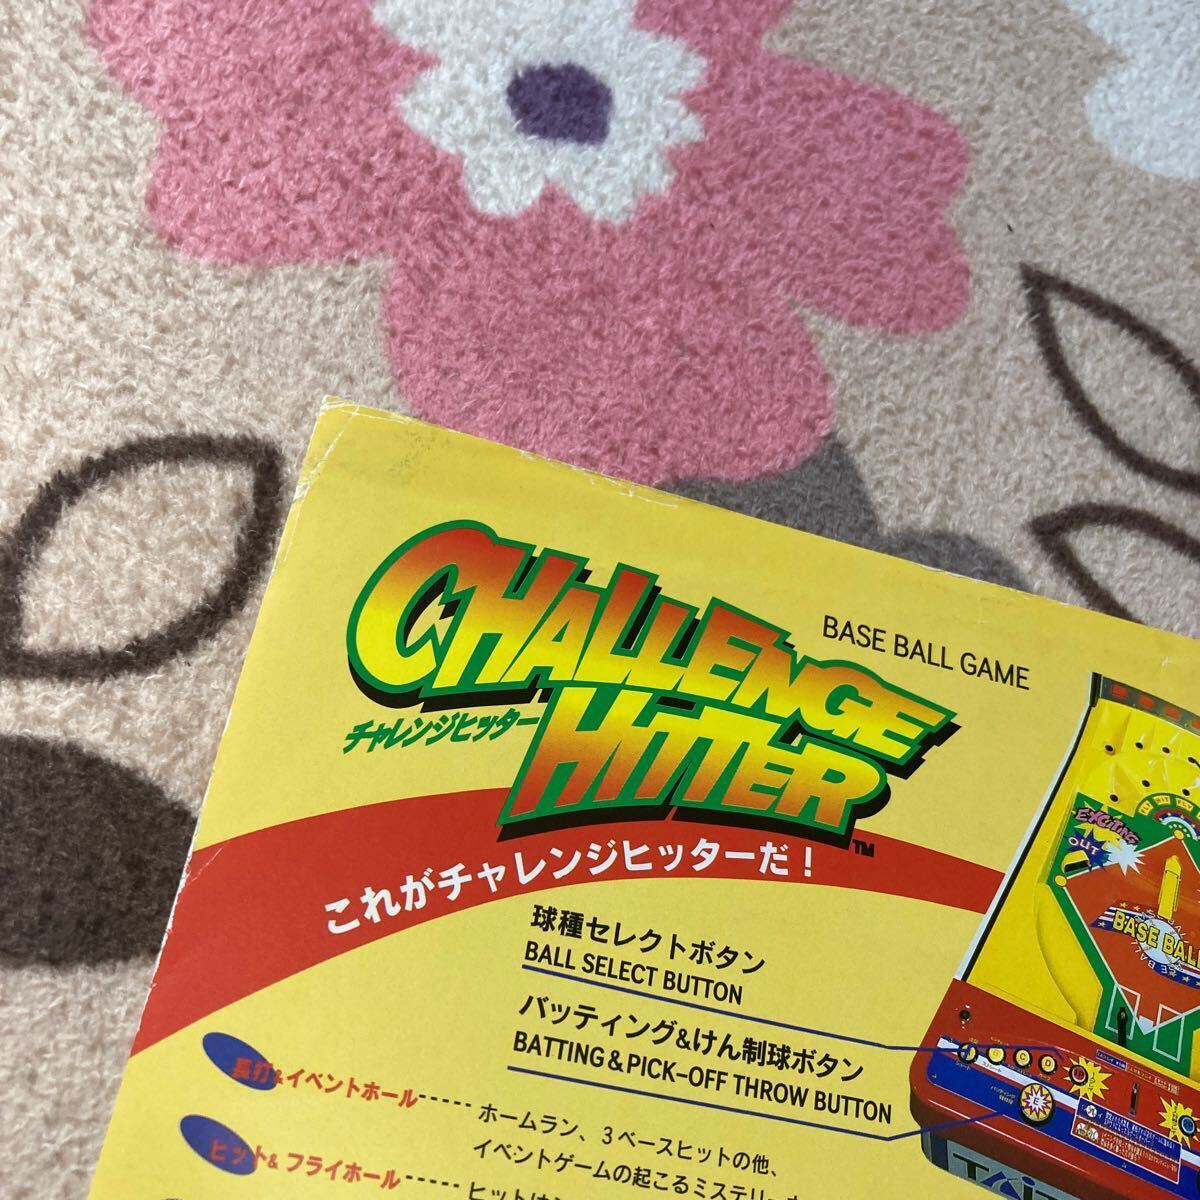 CHALLENGE
HITTER
チャレンジヒッター
TM
BASE BALL GAME
これがチャレンジヒッターだ!
球種セレクトボタン
BALL SELECT BUTTON
バッティング&けん制球ボタン
BATTING & PICK-OFF THROW BUTTON
長打&イベントホール------ ホームラン、3ベースヒットの他、
イベントゲームの起こるミステリー
ヒット& フライホール------ ヒット
EXCITING
OUT
BASE BALL